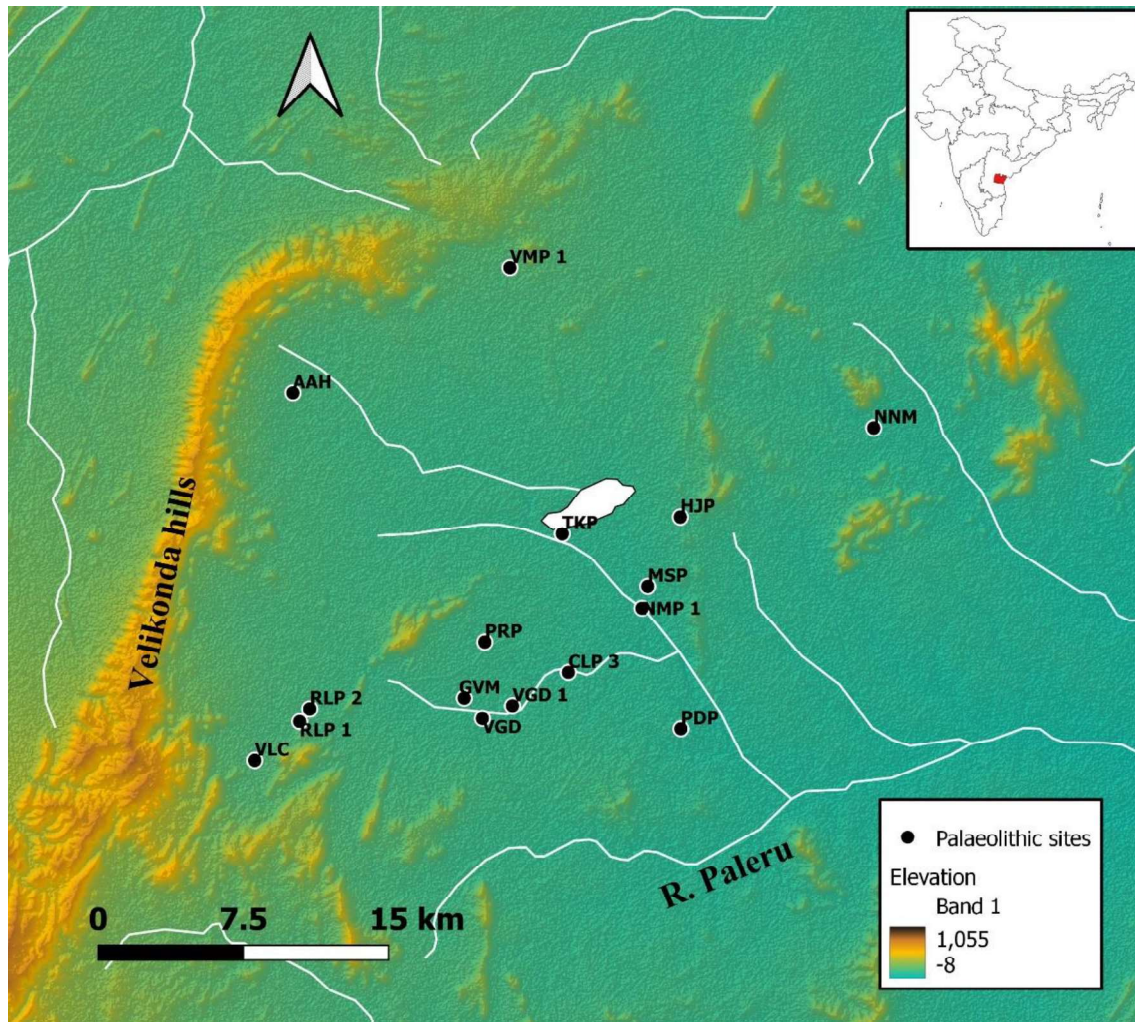 VMP 1
AAH
NNM
Velikonda hills
HJP
TKP
MSP
NMP 1
PRP
CLP 3
GVM
VGD 1
VGD
RLP 2
RLP 1
PDP
VLC
R. Paleru
0 7.5 15 km
Palaeolithic sites
Elevation
Band 1
1,055
-8